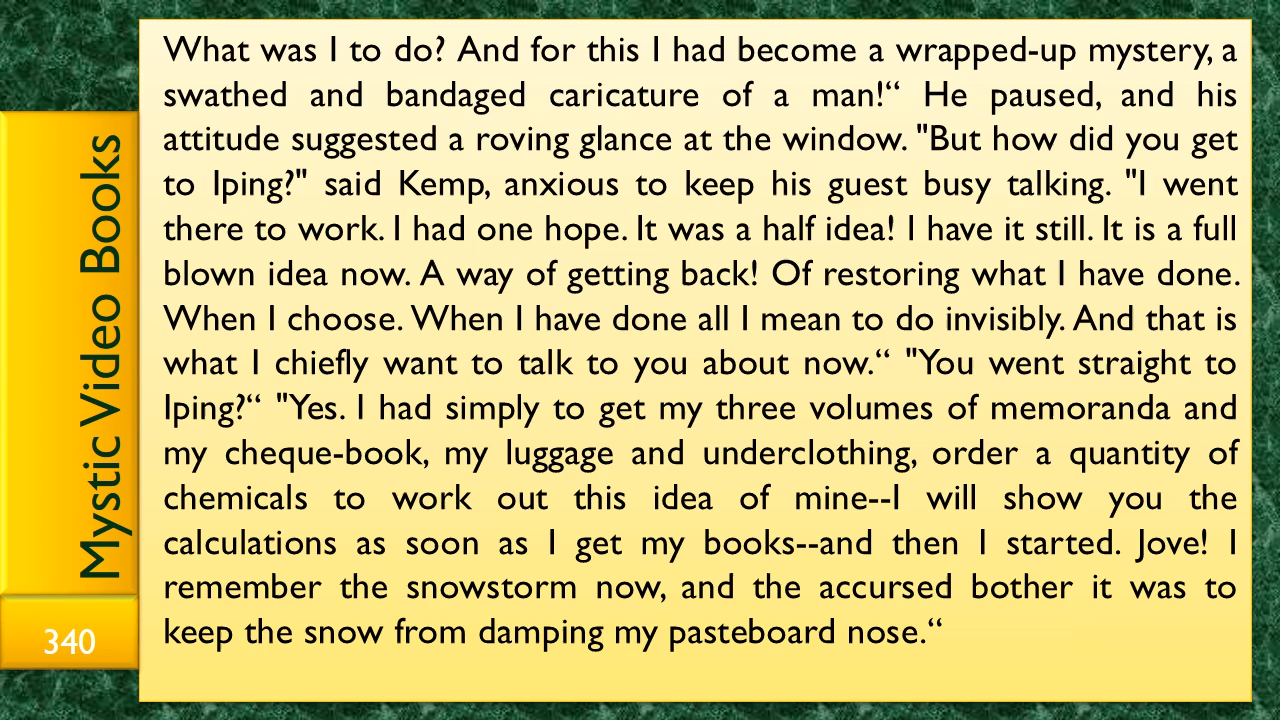 What was I to do? And for this I had become a wrapped-up mystery, a
swathed and bandaged caricature of a man!“ He paused, and his
attitude suggested a roving glance at the window. "But how did you get
to Iping?" said Kemp, anxious to keep his guest busy talking. "I went
there to work. I had one hope. It was a half idea! I have it still. It is a full
blown idea now. A way of getting back! Of restoring what I have done.
When I choose. When I have done all I mean to do invisibly. And that is
what I chiefly want to talk to you about now.“ "You went straight to
Iping?“ "Yes. I had simply to get my three volumes of memoranda and
my cheque-book, my luggage and underclothing, order a quantity of
chemicals to work out this idea of mine--I will show you the
calculations as soon as I get my books--and then I started. Jove! I
remember the snowstorm now, and the accursed bother it was to
keep the snow from damping my pasteboard nose.“
Mystic Video Books
340